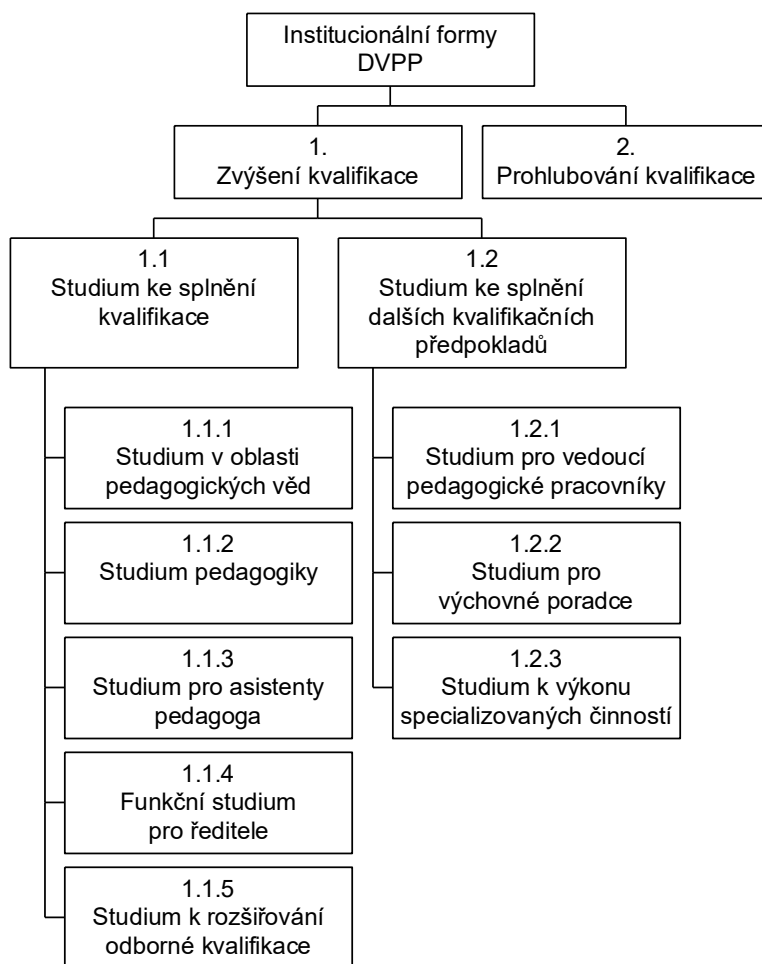 Institucionální formy
DVPP
1.
Zvýšení kvalifikace
2.
Prohlubování kvalifikace
1.1
Studium ke splnění
kvalifikace
1.2
Studium ke splnění
dalších kvalifikačních
předpokladů
1.1.1
Studium v oblasti
pedagogických věd
1.1.2
Studium pedagogiky
1.1.3
Studium pro asistenty
pedagoga
1.1.4
Funkční studium
pro ředitele
1.1.5
Studium k rozšiřování
odborné kvalifikace
1.2.1
Studium pro vedoucí
pedagogické pracovníky
1.2.2
Studium pro
výchovné poradce
1.2.3
Studium k výkonu
specializovaných činností